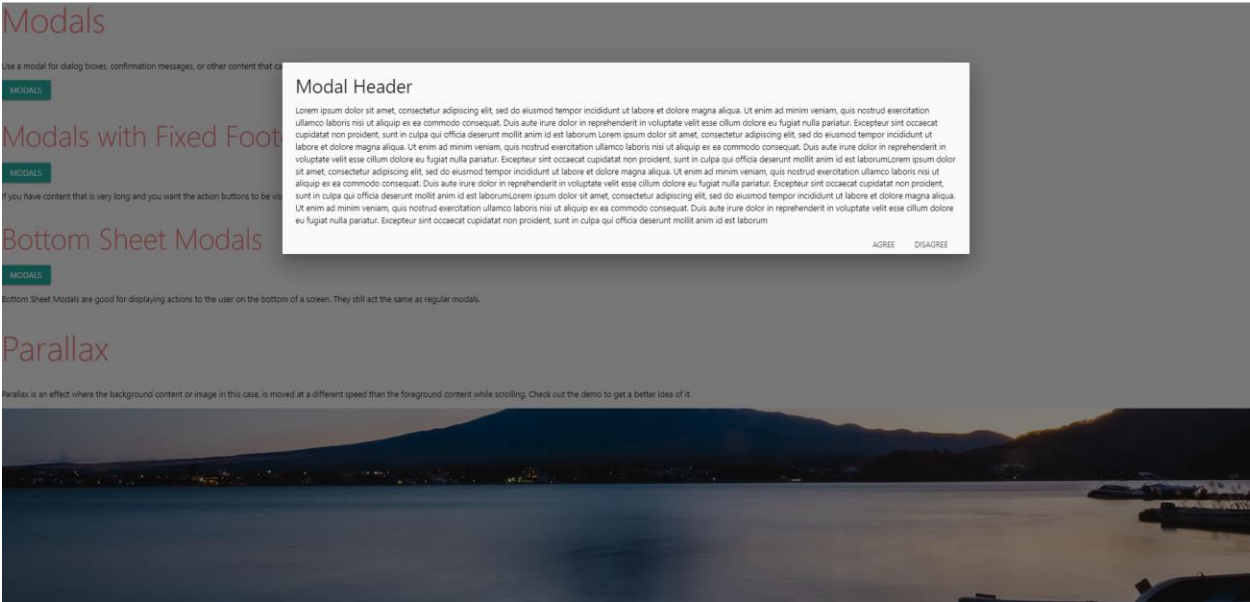 Modals
Use a modal for dialog boxes, confirmation messages, or other content that ca
MODALS
Modal Header
Lorem ipsum dolor sit amet, consectetur adipiscing elit, sed do eiusmod tempor incididunt ut labore et dolore magna aliqua. Ut enim ad minim veniam, quis nostrud exercitation
ullamco laboris nisi ut aliquip ex ea commodo consequat. Duis aute irure dolor in reprehenderit in voluptate velit esse cillum dolore eu fugiat nulla pariatur. Excepteur sint occaecat
cupidatat non proident, sunt in culpa qui officia deserunt mollit anim id est laborum Lorem ipsum dolor sit amet, consectetur adipiscing elit, sed do eiusmod tempor incididunt ut
labore et dolore magna aliqua. Ut enim ad minim veniam, quis nostrud exercitation ullamco laboris nisi ut aliquip ex ea commodo consequat. Duis aute irure dolor in reprehenderit in
voluptate velit esse cillum dolore eu fugiat nulla pariatur. Excepteur sint occaecat cupidatat non proident, sunt in culpa qui officia deserunt mollit anim id est laborumLorem ipsum dolor
sit amet, consectetur adipiscing elit, sed do eiusmod tempor incididunt ut labore et dolore magna aliqua. Ut enim ad minim veniam, quis nostrud exercitation ullamco laboris nisi ut
aliquip ex ea commodo consequat. Duis aute irure dolor in reprehenderit in voluptate velit esse cillum dolore eu fugiat nulla pariatur. Excepteur sint occaecat cupidatat non proident,
sunt in culpa qui officia deserunt mollit anim id est laborumLorem ipsum dolor sit amet, consectetur adipiscing elit, sed do eiusmod tempor incididunt ut labore et dolore magna aliqua.
Ut enim ad minim veniam, quis nostrud exercitation ullamco laboris nisi ut aliquip ex ea commodo consequat. Duis aute irure dolor in reprehenderit in voluptate velit esse cillum dolore
eu fugiat nulla pariatur. Excepteur sint occaecat cupidatat non proident, sunt in culpa qui officia deserunt mollit anim id est laborum
AGREE DISAGREE
Modals with Fixed Foot
MODALS
If you have content that is very long and you want the action buttons to be vis
Bottom Sheet Modals
MODALS
Bottom Sheet Modals are good for displaying actions to the user on the bottom of a screen. They still act the same as regular modals.
Parallax
Parallax is an effect where the background content or image in this case, is moved at a different speed than the foreground content while scrolling. Check out the demo to get a better idea of it.